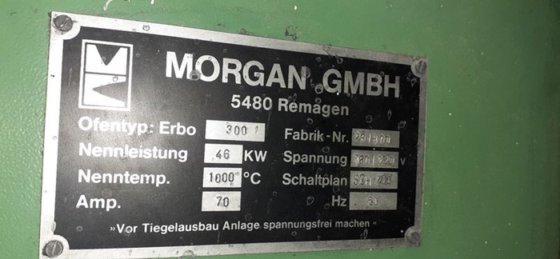 MORGAN GMBH
5480 Remagen
Ofentyp: Erbo 300 Fabrik-Nr.
Nennleistung 46 KW Spannung V
Nenntemp. 1000 °C Schaltplan
Amp. 70 Hz
»Vor Tiegelausbau Anlage spannungsfrei machen«